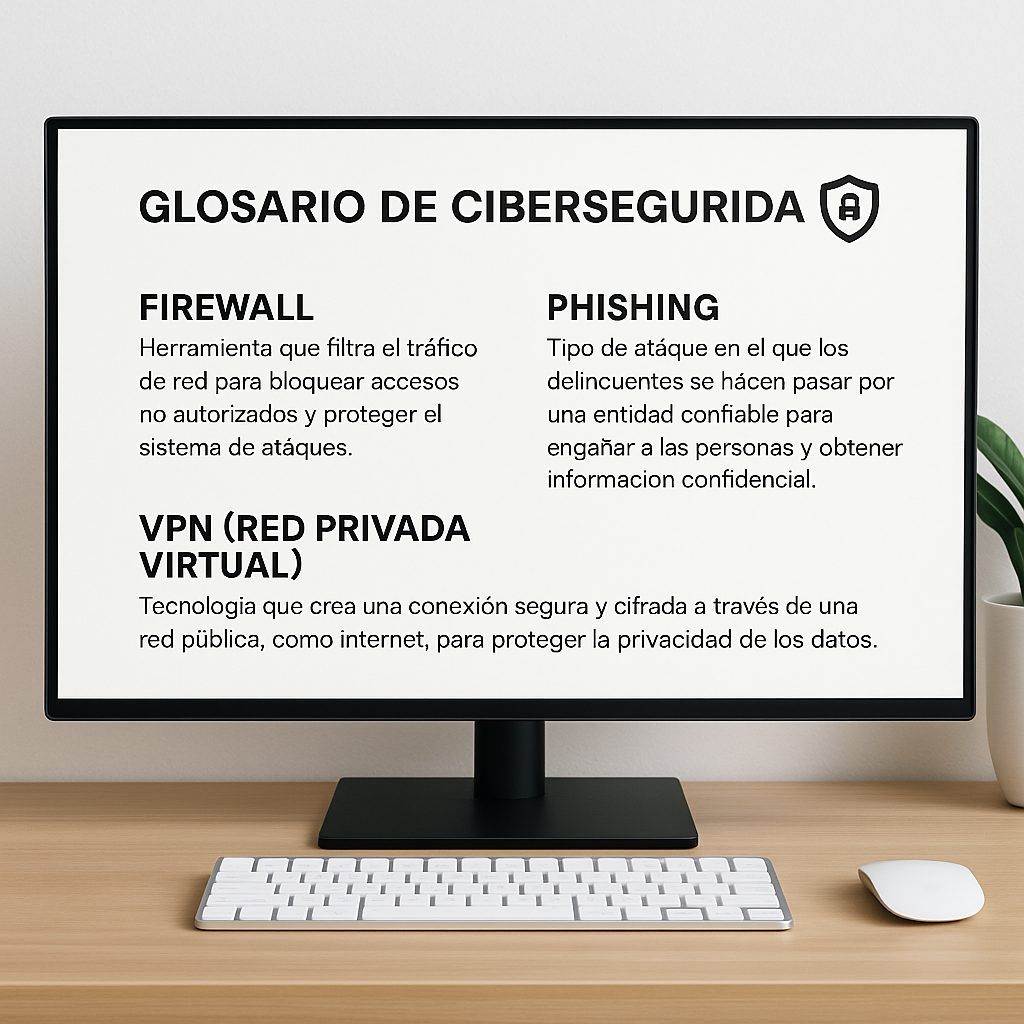 GLOSARIO DE CIBERSEGURIDA
FIREWALL
Herramienta que filtra el tráfico
de red para bloquear accesos
no autorizados y proteger el
sistema de atáques.
PHISHING
Tipo de atáque en el que los
delincuentes se hácen pasar por
una entidad confiable para
engañar a las personas y obtener
informacion confidencial.
VPN (RED PRIVADA
VIRTUAL)
Tecnologia que crea una conexión segura y cifrada a través de una
red pública, como internet, para proteger la privacidad de los datos.